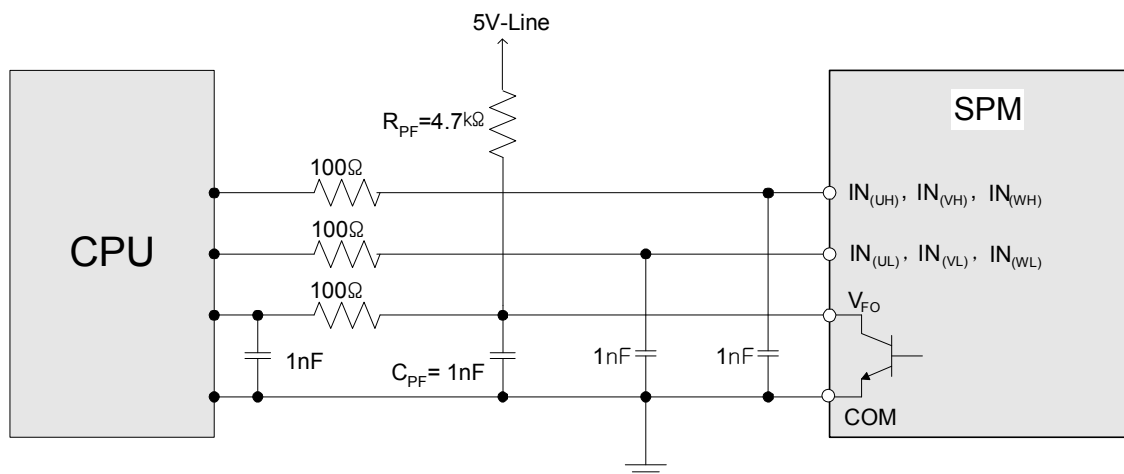 5V-Line
SPM
R_PF=4.7kΩ
100Ω
IN_(UH), IN_(VH), IN_(WH)
CPU
100Ω
IN_(UL), IN_(VL), IN_(WL)
100Ω
V_FO
1nF
C_PF= 1nF
1nF
1nF
COM